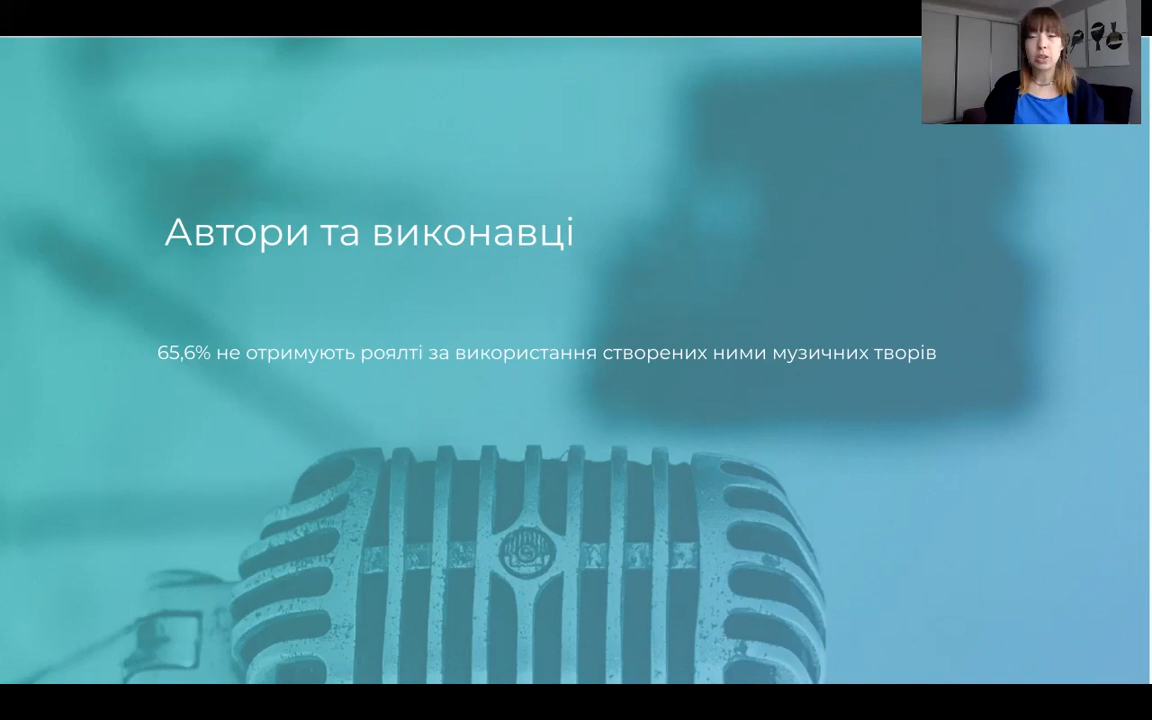 Автори та виконавці
65,6% не отримують роялті за використання створених ними музичних творів